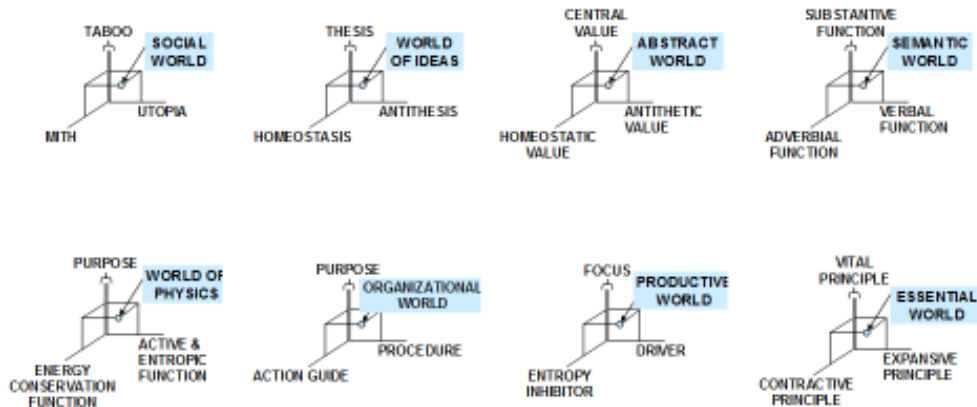 TABOO
SOCIAL
WORLD
UTOPIA
MITH
THESIS
WORLD
OF IDEAS
ANTITHESIS
HOMEOSTASIS
CENTRAL
VALUE
ABSTRACT
WORLD
ANTITHETIC
VALUE
HOMEOSTATIC
VALUE
SUBSTANTIVE
FUNCTION
SEMANTIC
WORLD
VERBAL
FUNCTION
ADVERBIAL
FUNCTION
PURPOSE
WORLD OF
PHYSICS
ACTIVE &
ENTROPIC
FUNCTION
ENERGY
CONSERVATION
FUNCTION
PURPOSE
ORGANIZATIONAL
WORLD
PROCEDURE
ACTION GUIDE
FOCUS
PRODUCTIVE
WORLD
DRIVER
ENTROPY
INHIBITOR
VITAL
PRINCIPLE
ESSENTIAL
WORLD
EXPANSIVE
PRINCIPLE
CONTRACTIVE
PRINCIPLE